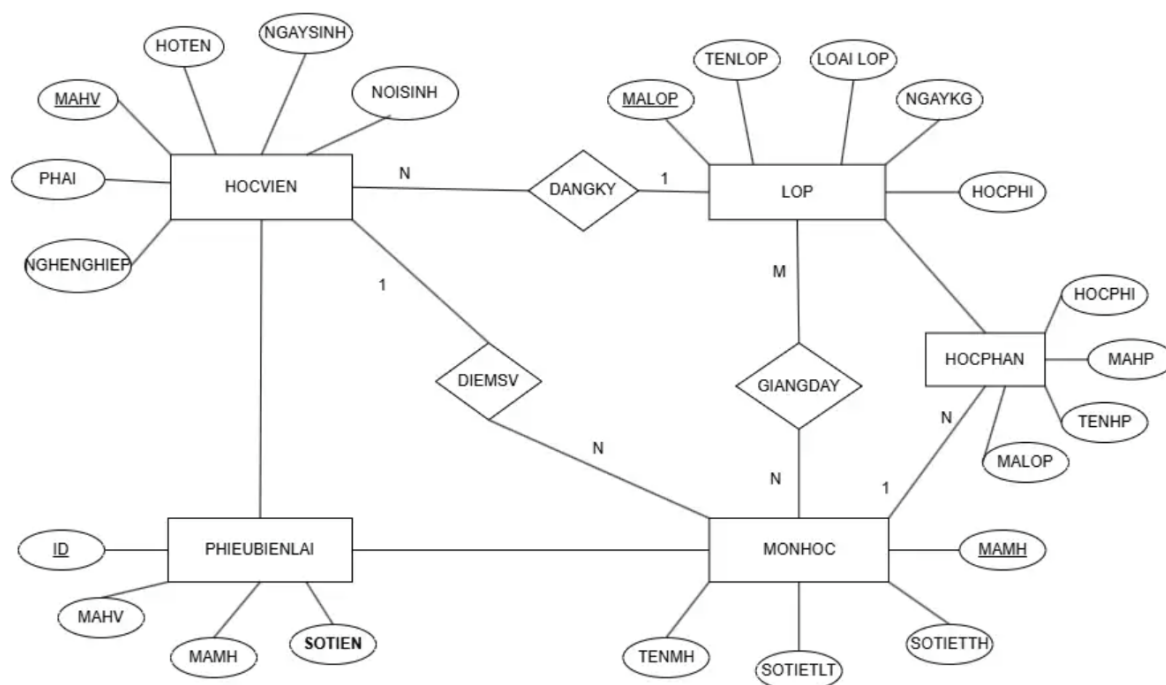 NGAYSINH
HOTEN
TENLOP
LOAI LOP
NOISINH
MAHV
MALOP
NGAYKG
N
1
PHAI
HOCVIEN
DANGKY
LOP
HOCPHI
NGHENGHIEP
M
1
HOCPHI
HOCPHAN
MAHP
DIEMSV
GIANGDAY
N
TENHP
N
MALOP
N
1
ID
PHIEUBIENLAI
MONHOC
MAMH
MAHV
MAMH
SOTIEN
TENMH
SOTIETLT
SOTIETTH